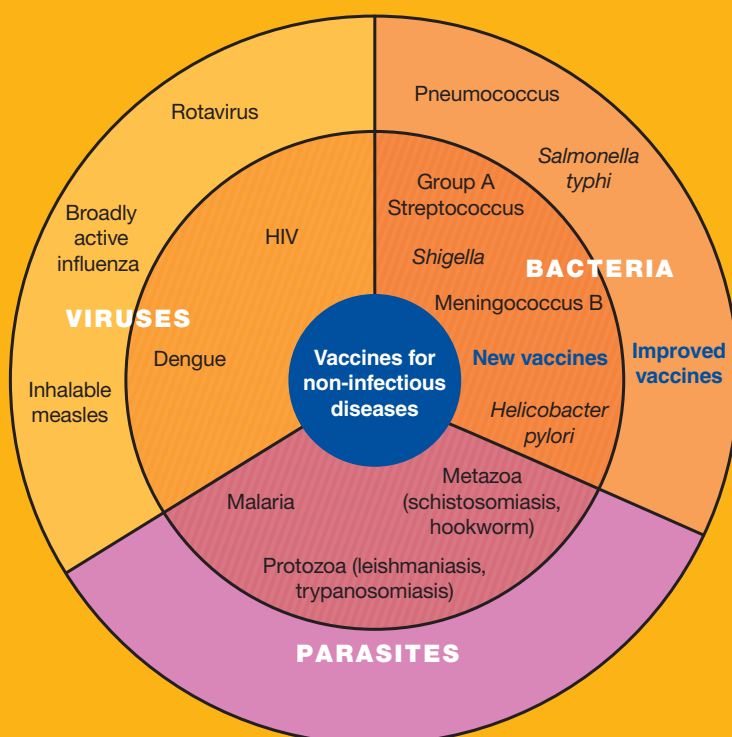 Rotavirus
Broadly
active
influenza
VIRUSES
Inhalable
measles
HIV
Dengue
Pneumococcus
Salmonella
typhi
Group A
Streptococcus
Shigella
BACTERIA
Meningococcus B
New vaccines
Improved
vaccines
Helicobacter
pylori
Vaccines for
non-infectious
diseases
Metazoa
(schistosomiasis,
hookworm)
Malaria
Protozoa (leishmaniasis,
trypanosomiasis)
PARASITES